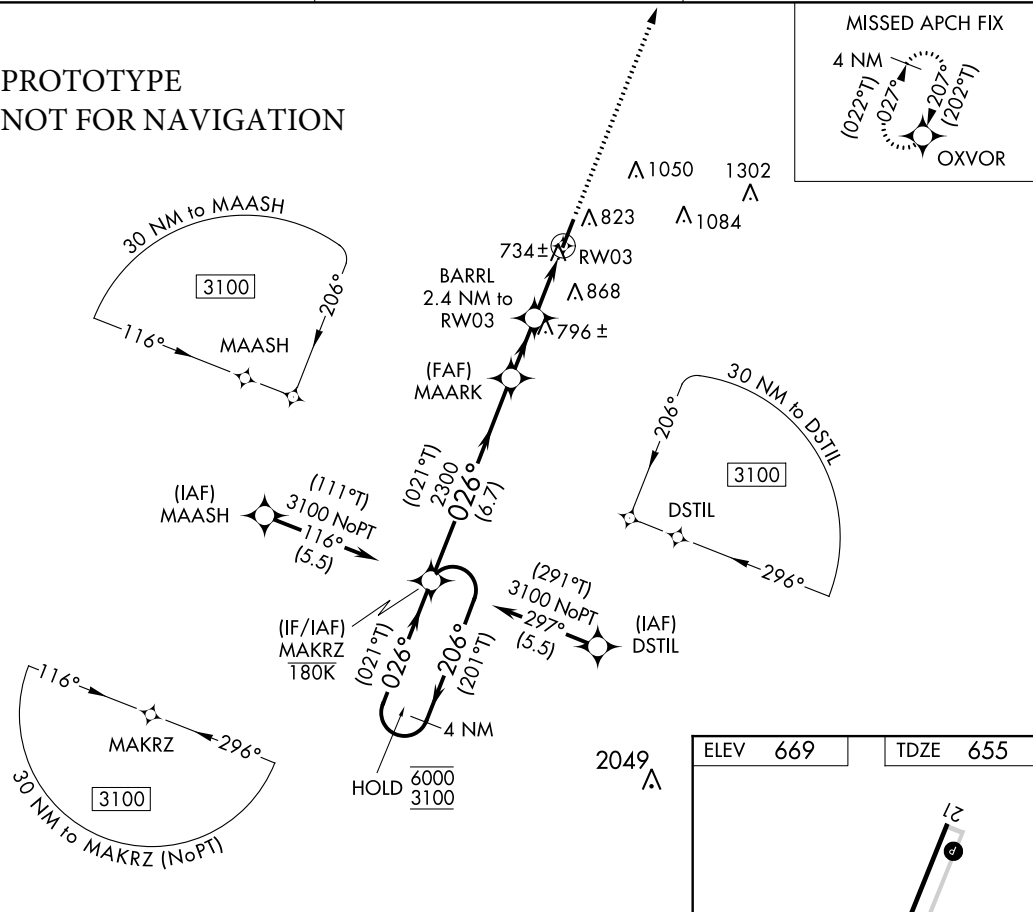 PROTOTYPE
NOT FOR NAVIGATION
MISSED APCH FIX
4 NM
(022°T)
027°
207°
(202°T)
OXVOR
1050
1302
823
1084
734±
RW03
BARRL
2.4 NM to
RW03
868
796 ±
(FAF)
MAARK
30 NM to MAASH
3100
206°
116°
MAASH
30 NM to DSTIL
206°
3100
DSTIL
296°
(021°T)
2300
026°
(6.7)
(IAF)
MAASH
(111°T)
3100 NoPT
116°
(5.5)
(291°T)
3100 NoPT
297°
(5.5)
(IAF)
DSTIL
(IF/IAF)
MAKRZ
180K
(021°T)
026°
206°
(201°T)
4 NM
HOLD
6000
3100
116°
MAKRZ
296°
3100
30 NM to MAKRZ (NoPT)
2049
ELEV 669
TDZE 655
21
P